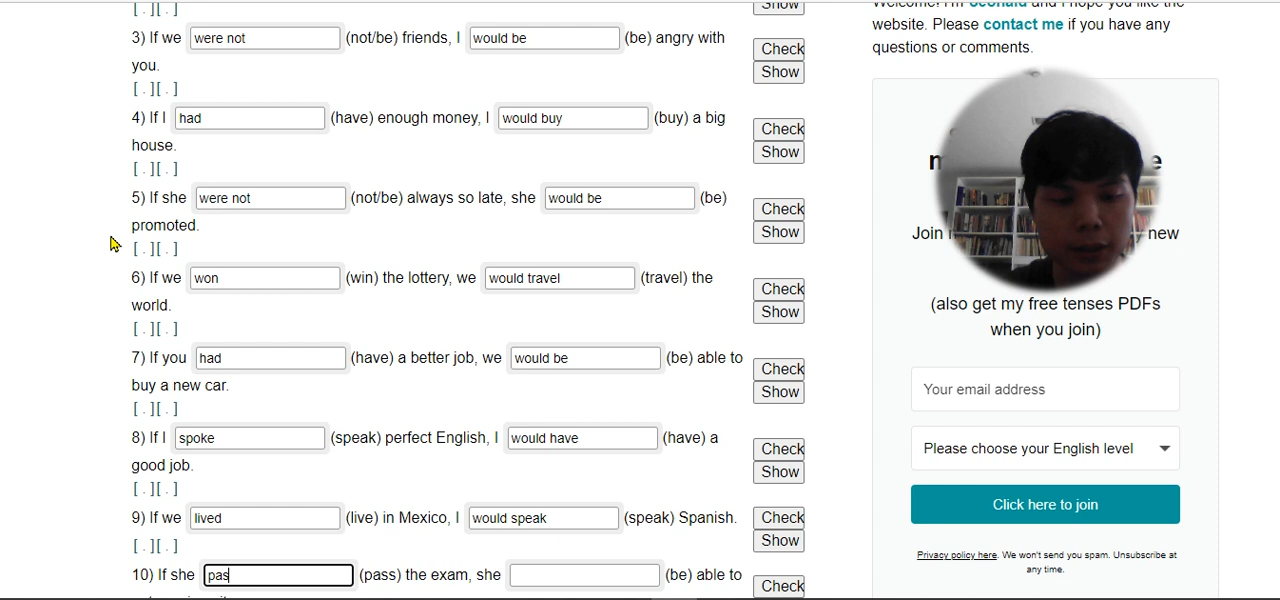 [ . ][ . ]
3) If we were not (not/be) friends, I would be (be) angry with
you.
[ . ][ . ]
4) If I had (have) enough money, I would buy (buy) a big
house.
[ . ][ . ]
5) If she were not (not/be) always so late, she would be (be)
promoted.
[ . ][ . ]
6) If we won (win) the lottery, we would travel (travel) the
world.
[ . ][ . ]
7) If you had (have) a better job, we would be (be) able to
buy a new car.
[ . ][ . ]
8) If I spoke (speak) perfect English, I would have (have) a
good job.
[ . ][ . ]
9) If we lived (live) in Mexico, I would speak (speak) Spanish.
[ . ][ . ]
10) If she pas (pass) the exam, she (be) able to
Show
Check
Show
Check
Show
Check
Show
Check
Show
Check
Show
Check
Show
Check
Show
Check
website. Please contact me if you have any
questions or comments.
Join
new
(also get my free tenses PDFs
when you join)
Your email address
Please choose your English level
Click here to join
Privacy policy here. We won't send you spam. Unsubscribe at
any time.